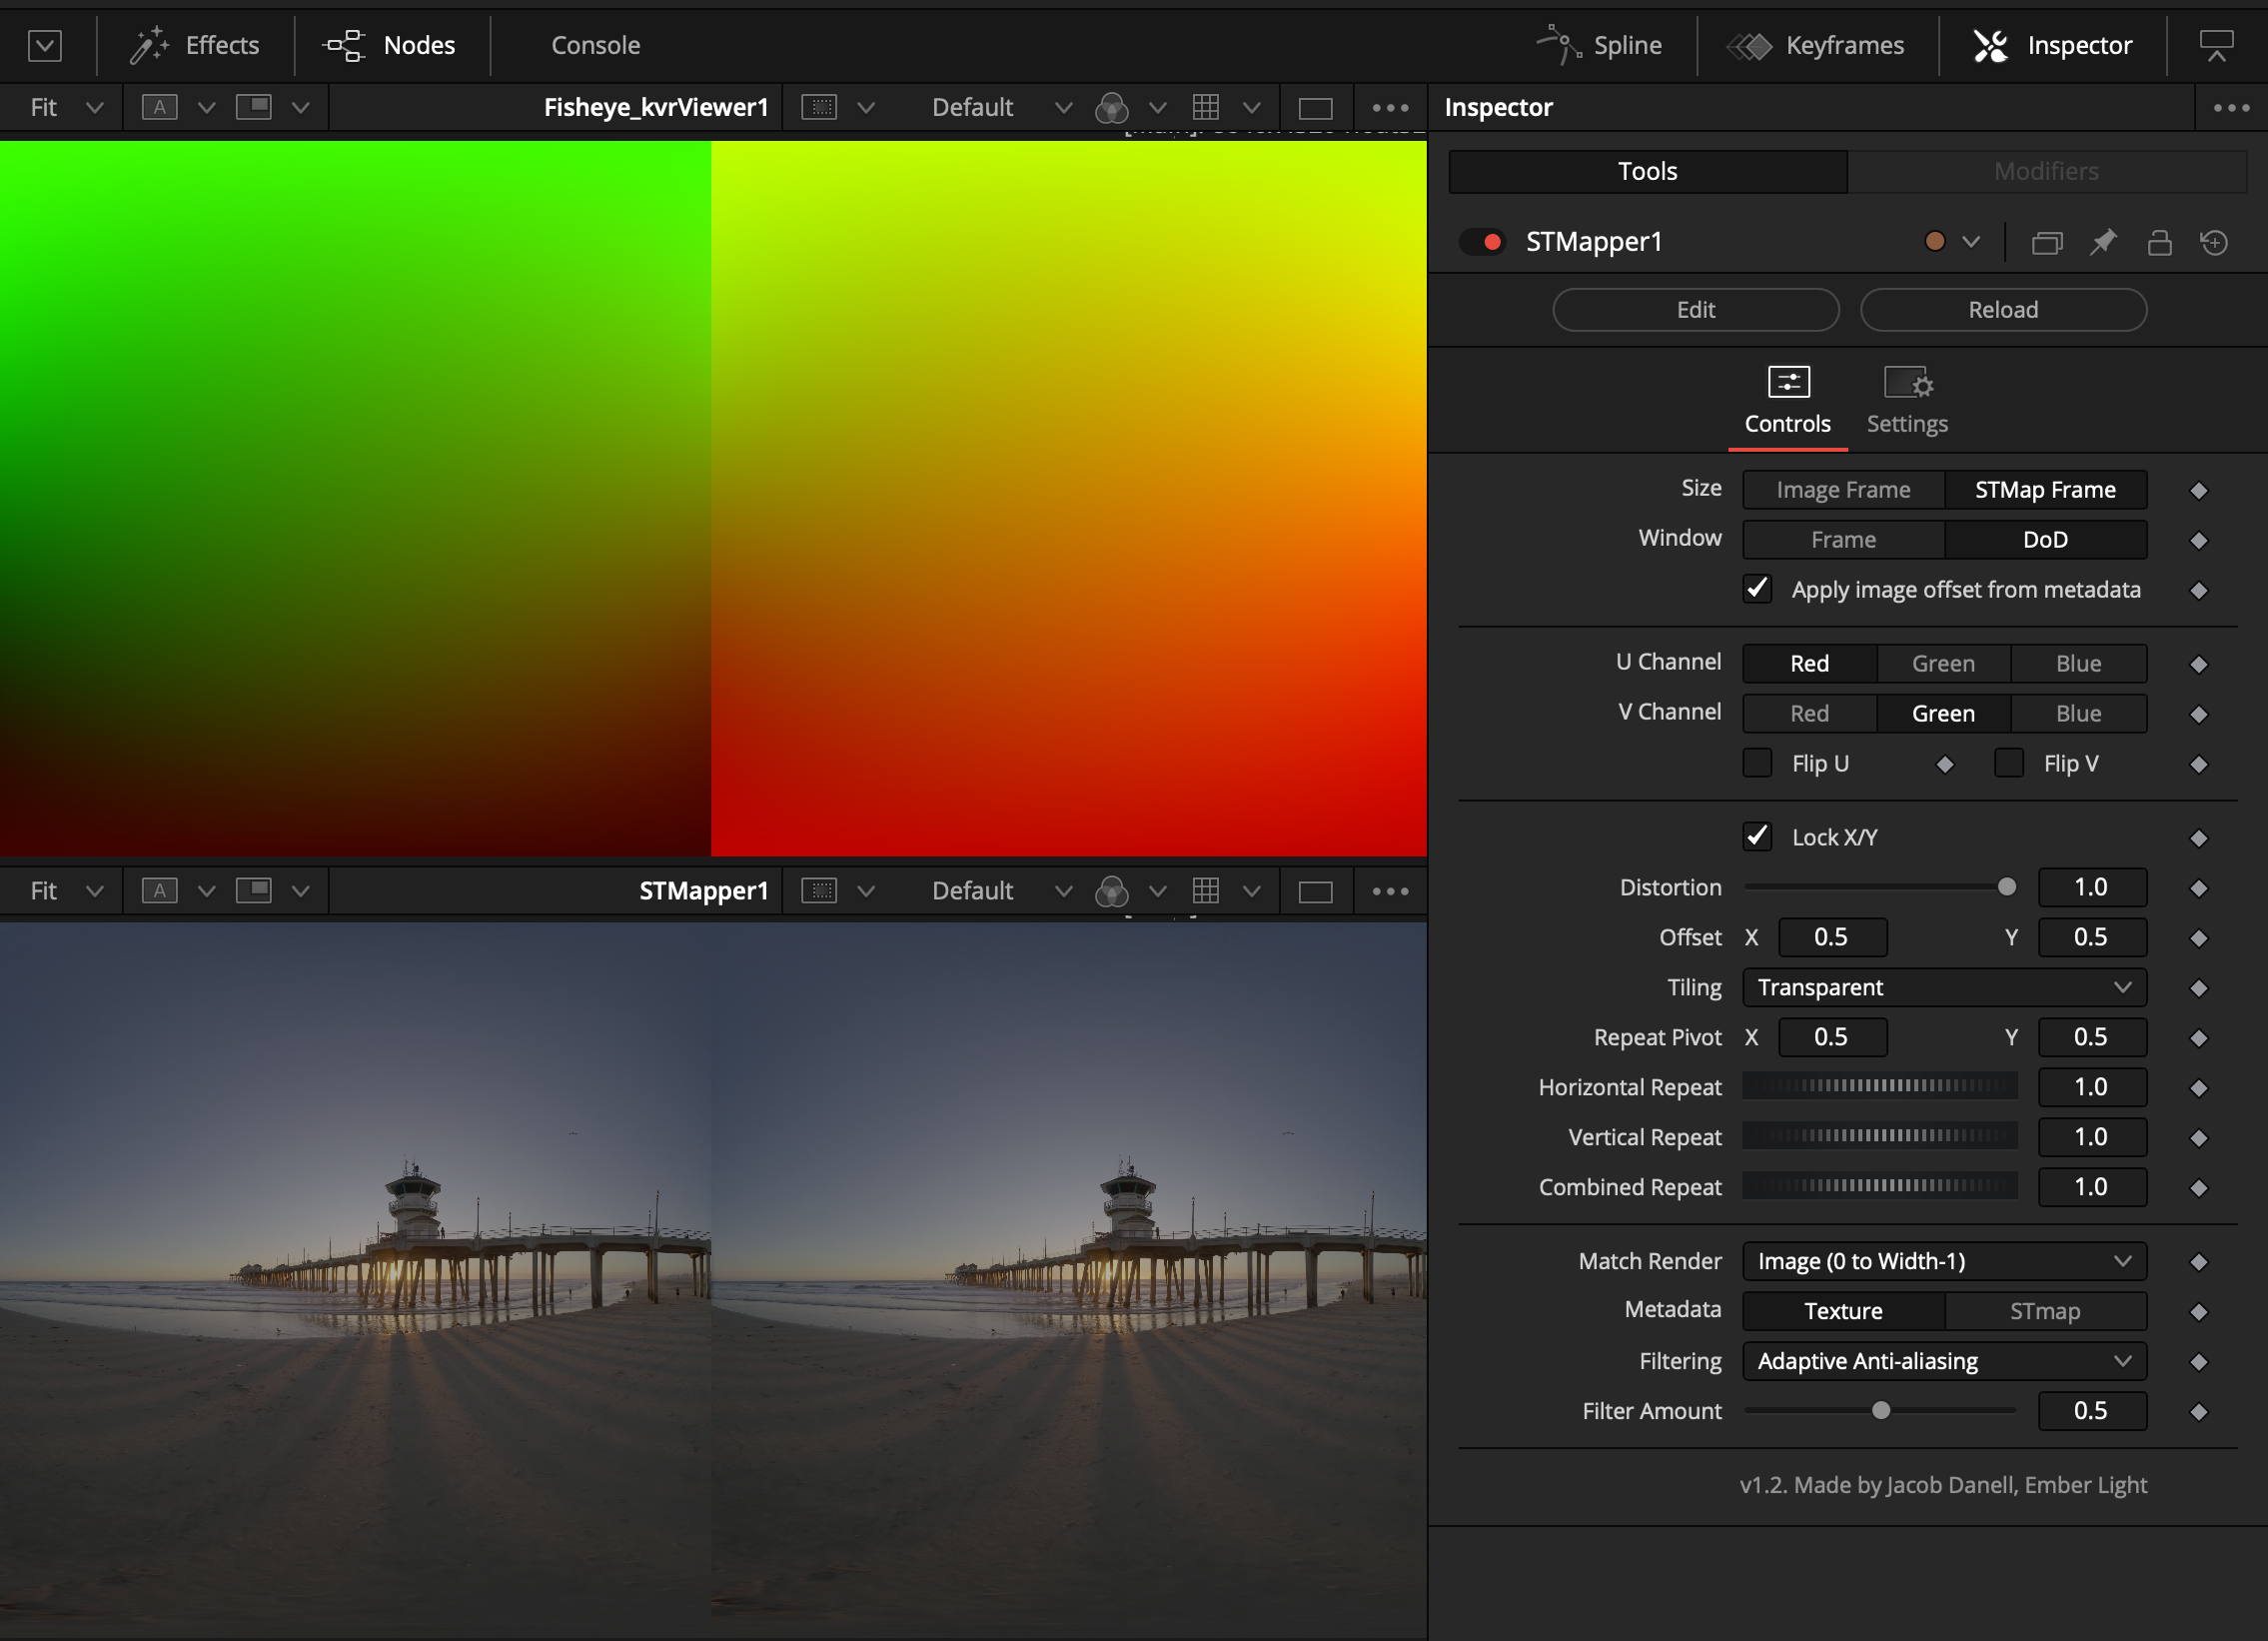 Effects
Nodes
Console
Spline
Keyframes
Inspector
Fit
A
Fisheye_kvrViewer1
Default
Inspector
Tools
Modifiers
STMapper1
Edit
Reload
Controls
Settings
Size Image Frame STMap Frame
Window Frame DoD
Apply image offset from metadata
U Channel Red Green Blue
V Channel Red Green Blue
Flip U Flip V
Lock X/Y
Fit
A
STMapper1
Default
Distortion 1.0
Offset X 0.5 Y 0.5
Tiling Transparent
Repeat Pivot X 0.5 Y 0.5
Horizontal Repeat 1.0
Vertical Repeat 1.0
Combined Repeat 1.0
Match Render Image (0 to Width-1)
Metadata Texture STmap
Filtering Adaptive Anti-aliasing
Filter Amount 0.5
v1.2. Made by Jacob Danell, Ember Light